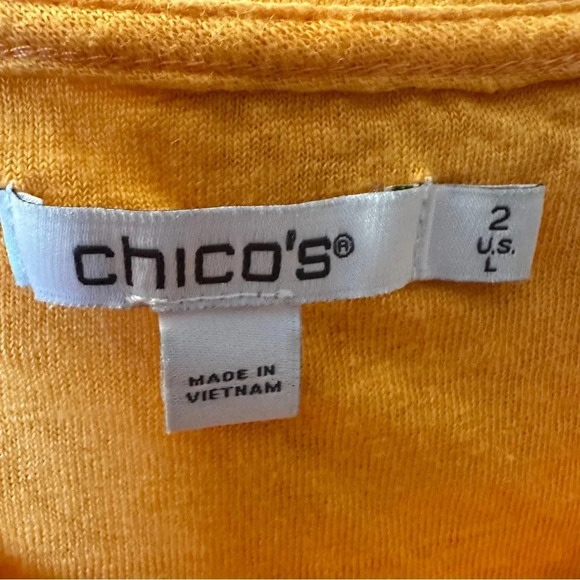 chico's®
2
U.S.
L
MADE IN
VIETNAM